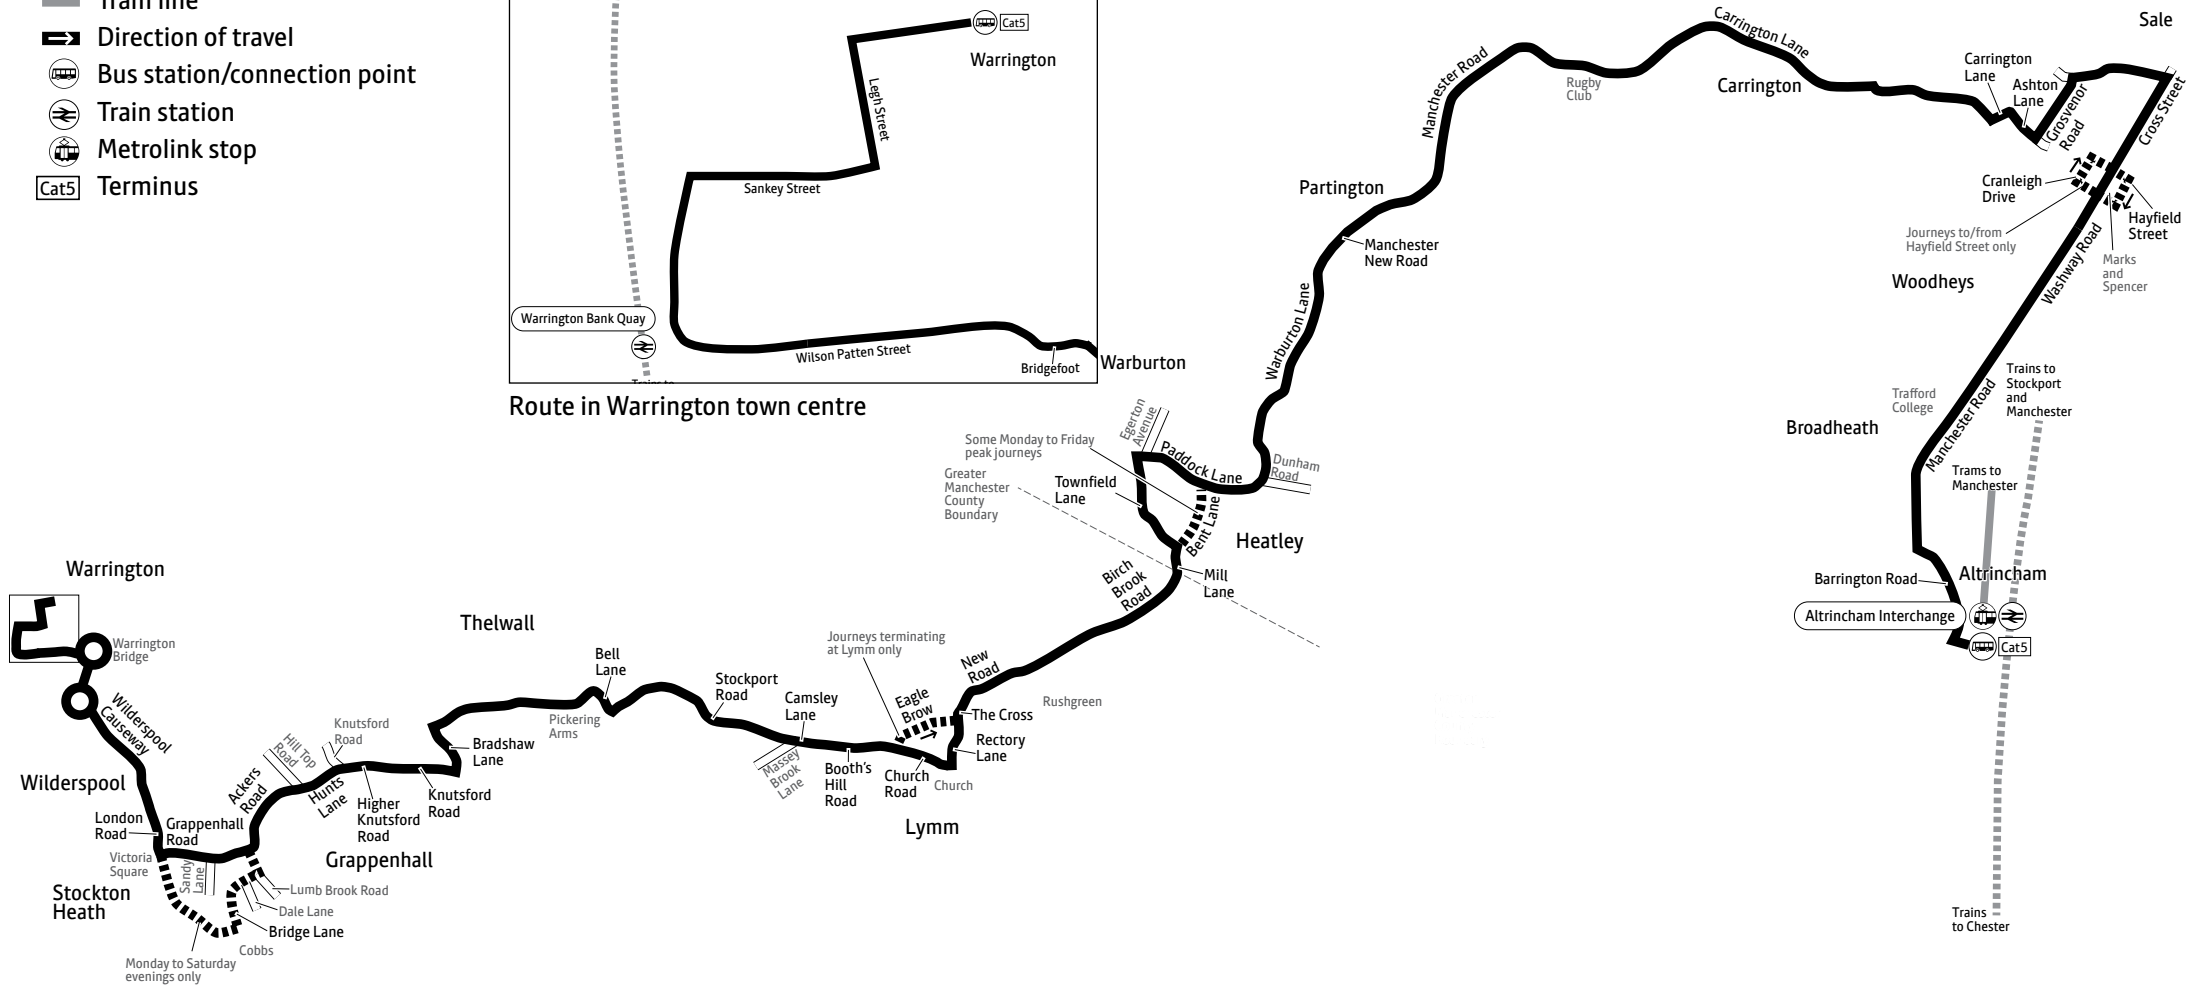 Tram line
Direction of travel
Bus station/connection point
Train station
Metrolink stop
Cat5 Terminus
Cat5
Warrington
Legh Street
Sankey Street
Warrington Bank Quay
Wilson Patten Street
Bridgefoot
Trains to
Route in Warrington town centre
Warburton
Sale
Carrington Lane
Manchester Road
Rugby
Club
Carrington
Carrington
Lane
Ashton
Lane
Grosvenor
Road
Cross Street
Cranleigh
Drive
Hayfield
Street
Journeys to/from
Hayfield Street only
Marks
and
Spencer
Woodheys
Washway Road
Partington
Manchester
New Road
Warburton Lane
Trains to
Stockport
and
Manchester
Trafford
College
Manchester Road
Broadheath
Trams to
Manchester
Egerton
Avenue
Some Monday to Friday
peak journeys
Paddock Lane
Dunham
Road
Greater
Manchester
County
Boundary
Townfield
Lane
Bent Lane
Heatley
Birch
Brook
Road
Mill
Lane
Barrington Road
Altrincham
Altrincham Interchange
Cat5
Trains
to Chester
Warrington
Warrington
Bridge
Thelwall
Bell
Lane
Journeys terminating
at Lymm only
New
Road
Stockport
Road
Camsley
Lane
Eagle
Brow
Rushgreen
The Cross
Rectory
Lane
Wilderspool
Causeway
Pickering
Arms
Knutsford
Road
Hill Top
Road
Bradshaw
Lane
Massey
Brook
Lane
Booth's
Hill
Road
Church
Road
Church
Wilderspool
Ackers
Road
Hunts
Lane
Higher
Knutsford
Road
Knutsford
Road
London
Road
Grappenhall
Road
Lymm
Victoria
Square
Sandy
Lane
Grappenhall
Stockton
Heath
Lumb Brook Road
Dale Lane
Bridge Lane
Cobbs
Monday to Saturday
evenings only